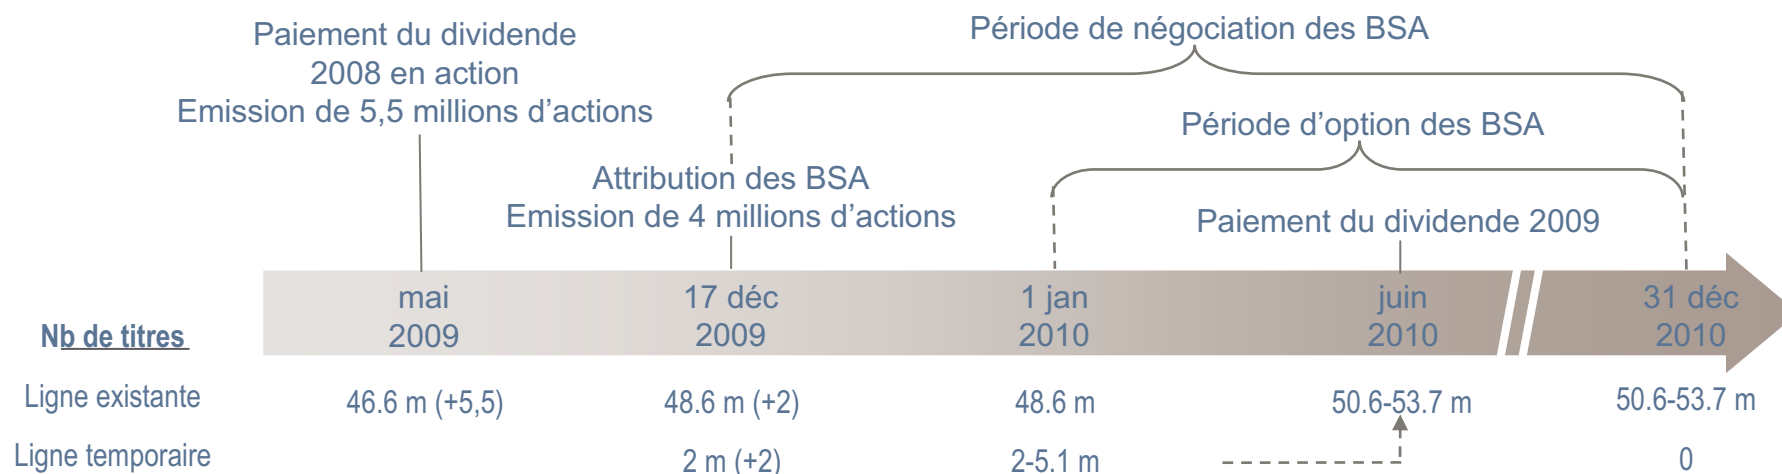 Paiement du dividende
2008 en action
Emission de 5,5 millions d'actions
Période de négociation des BSA
Période d'option des BSA
Attribution des BSA
Emission de 4 millions d'actions
Paiement du dividende 2009
mai
2009
17 déc
2009
1 jan
2010
juin
2010
31 déc
2010
Nb de titres
Ligne existante 46.6 m (+5,5) 48.6 m (+2) 48.6 m 50.6-53.7 m 50.6-53.7 m
Ligne temporaire 2 m (+2) 2-5.1 m 0